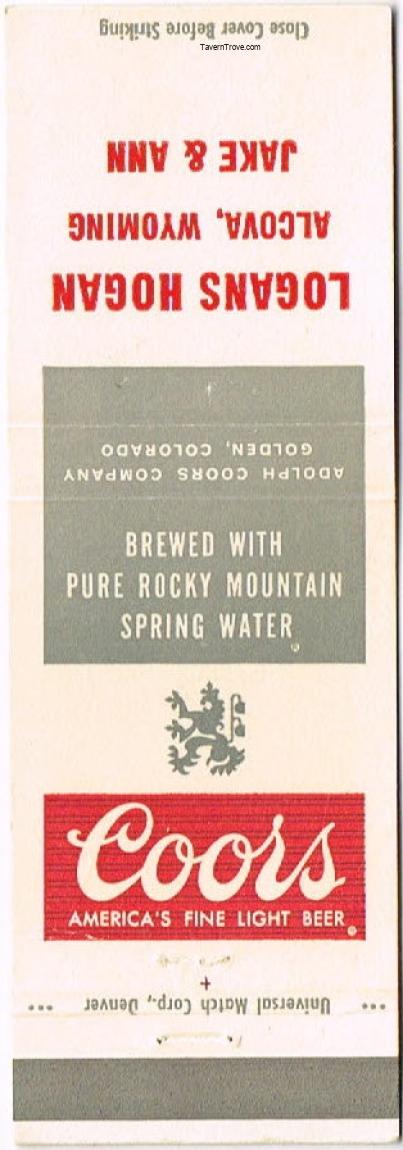 Close Cover Before Striking
TavernTrove.com
LOGANS HOGAN
ALCOVA, WYOMING
JAKE & ANN
ADOLPH COORS COMPANY
GOLDEN, COLORADO
BREWED WITH
PURE ROCKY MOUNTAIN
SPRING WATER®
Coors
AMERICA'S FINE LIGHT BEER®
+
••• Universal Match Corp., Denver •••